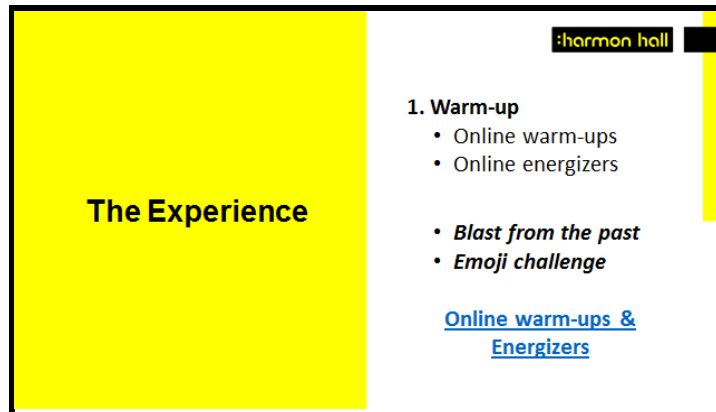 :harmon hall
The Experience
1. Warm-up
• Online warm-ups
• Online energizers
• Blast from the past
• Emoji challenge
Online warm-ups &
Energizers